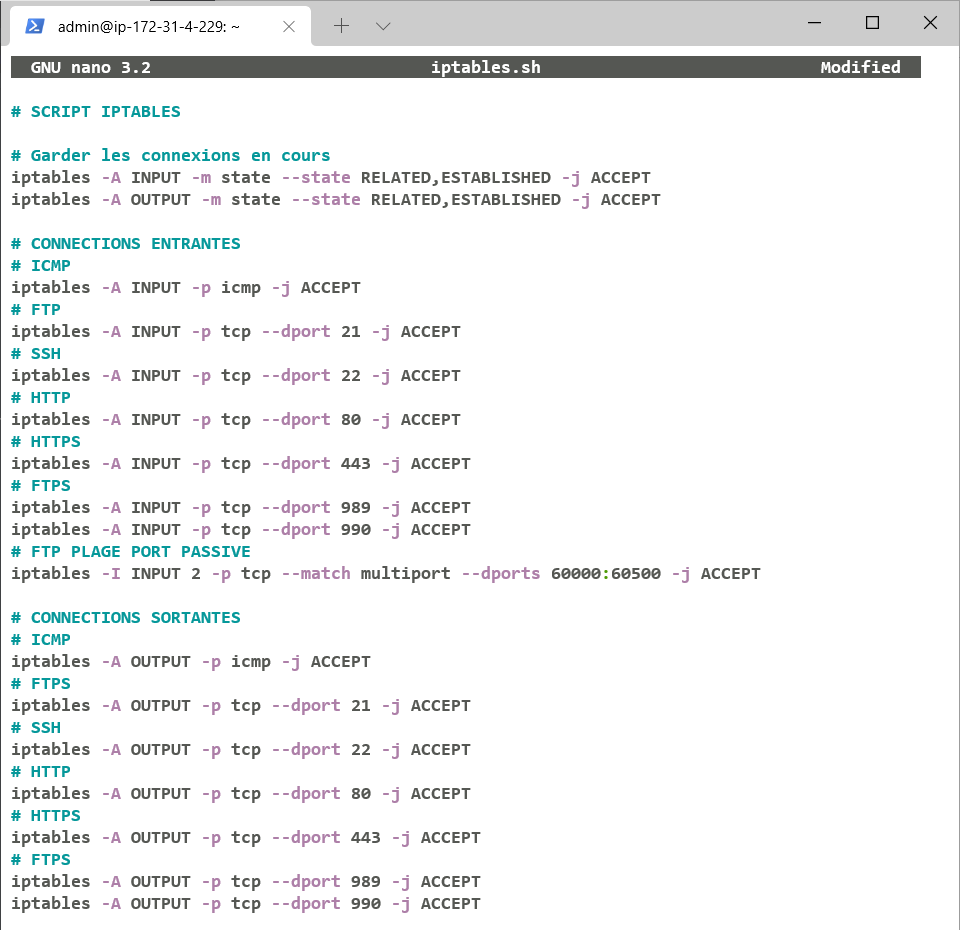 admin@ip-172-31-4-229: ~
GNU nano 3.2 iptables.sh Modified
# SCRIPT IPTABLES
# Garder les connexions en cours
iptables -A INPUT -m state --state RELATED,ESTABLISHED -j ACCEPT
iptables -A OUTPUT -m state --state RELATED,ESTABLISHED -j ACCEPT
# CONNECTIONS ENTRANTES
# ICMP
iptables -A INPUT -p icmp -j ACCEPT
# FTP
iptables -A INPUT -p tcp --dport 21 -j ACCEPT
# SSH
iptables -A INPUT -p tcp --dport 22 -j ACCEPT
# HTTP
iptables -A INPUT -p tcp --dport 80 -j ACCEPT
# HTTPS
iptables -A INPUT -p tcp --dport 443 -j ACCEPT
# FTPS
iptables -A INPUT -p tcp --dport 989 -j ACCEPT
iptables -A INPUT -p tcp --dport 990 -j ACCEPT
# FTP PLAGE PORT PASSIVE
iptables -I INPUT 2 -p tcp --match multiport --dports 60000:60500 -j ACCEPT
# CONNECTIONS SORTANTES
# ICMP
iptables -A OUTPUT -p icmp -j ACCEPT
# FTPS
iptables -A OUTPUT -p tcp --dport 21 -j ACCEPT
# SSH
iptables -A OUTPUT -p tcp --dport 22 -j ACCEPT
# HTTP
iptables -A OUTPUT -p tcp --dport 80 -j ACCEPT
# HTTPS
iptables -A OUTPUT -p tcp --dport 443 -j ACCEPT
# FTPS
iptables -A OUTPUT -p tcp --dport 989 -j ACCEPT
iptables -A OUTPUT -p tcp --dport 990 -j ACCEPT